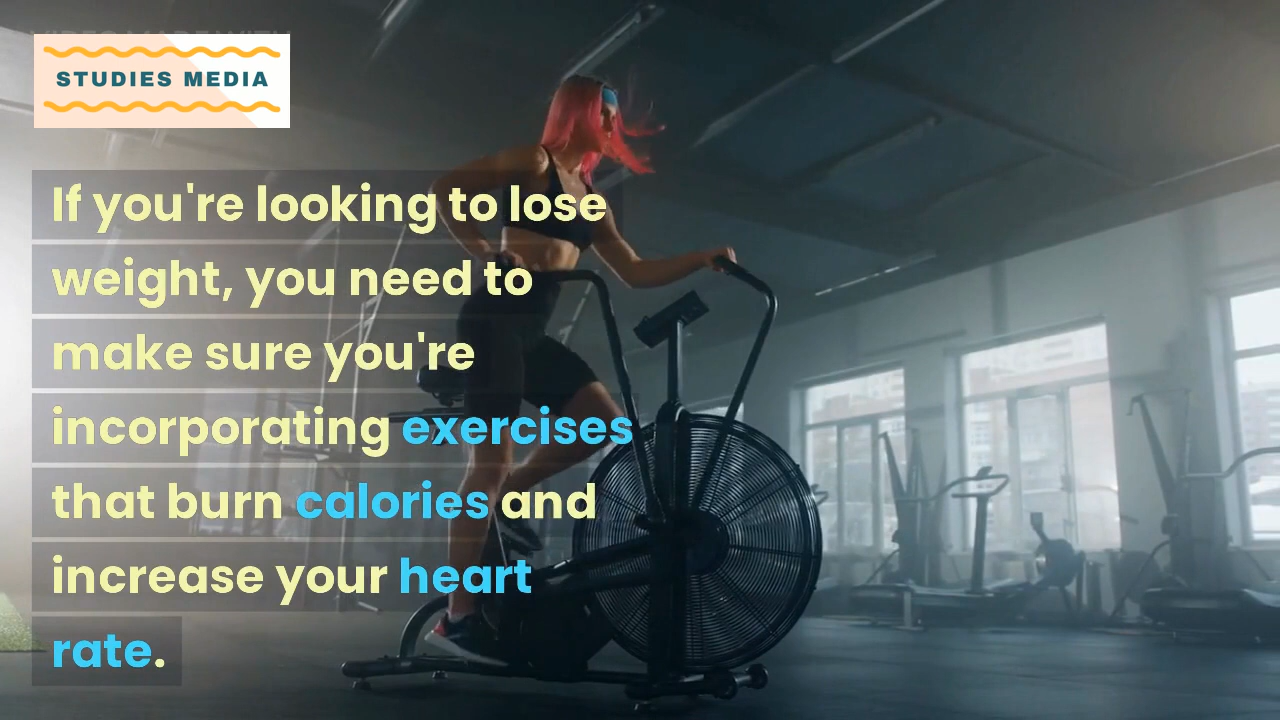 STUDIES MEDIA
If you're looking to lose
weight, you need to
make sure you're
incorporating exercises
that burn calories and
increase your heart
rate.